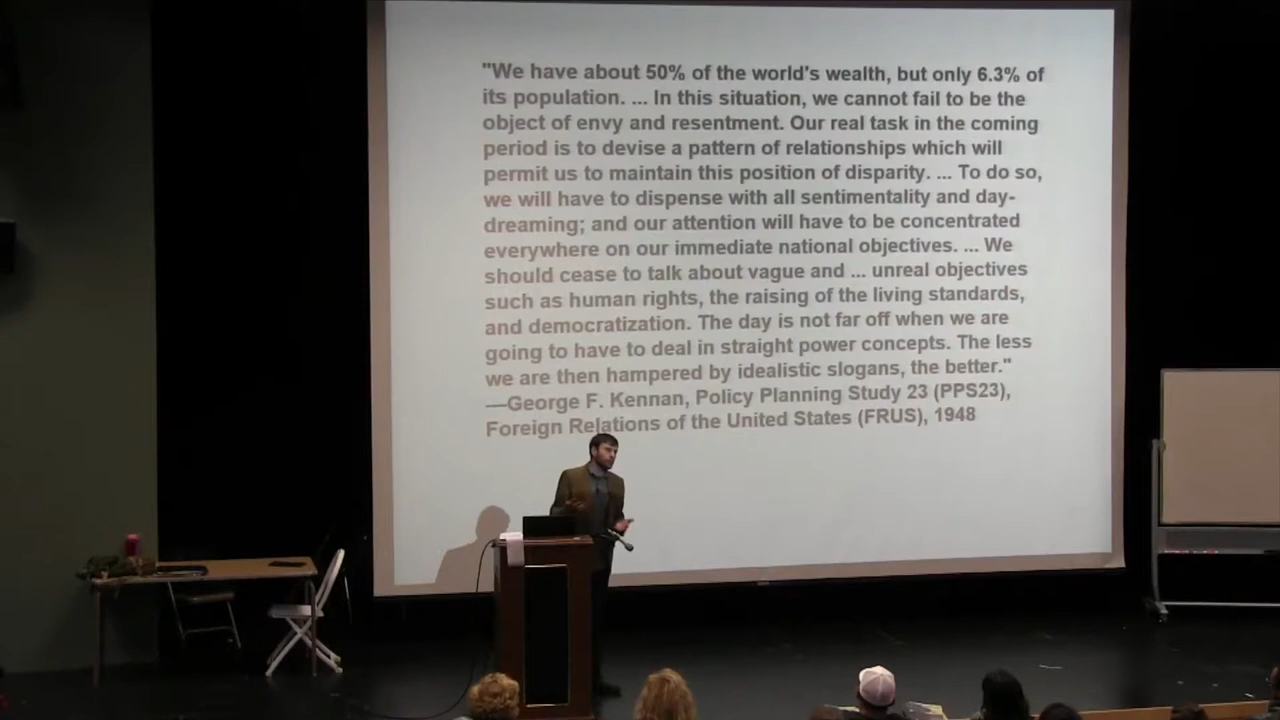 "We have about 50% of the world's wealth, but only 6.3% of
its population. ... In this situation, we cannot fail to be the
object of envy and resentment. Our real task in the coming
period is to devise a pattern of relationships which will
permit us to maintain this position of disparity. ... To do so,
we will have to dispense with all sentimentality and day-
dreaming; and our attention will have to be concentrated
everywhere on our immediate national objectives. ... We
should cease to talk about vague and ... unreal objectives
such as human rights, the raising of the living standards,
and democratization. The day is not far off when we are
going to have to deal in straight power concepts. The less
we are then hampered by idealistic slogans, the better."
—George F. Kennan, Policy Planning Study 23 (PPS23),
Foreign Relations of the United States (FRUS), 1948